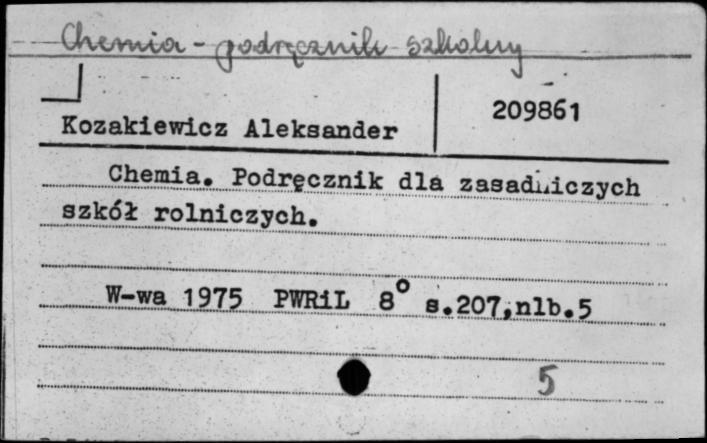 Chemia - podręcznik szkolny
209861
Kozakiewicz Aleksander
Chemia. Podręcznik dla zasadniczych
szkół rolniczych.
W-wa 1975 PWRiL 8° s.207,nlb.5
5